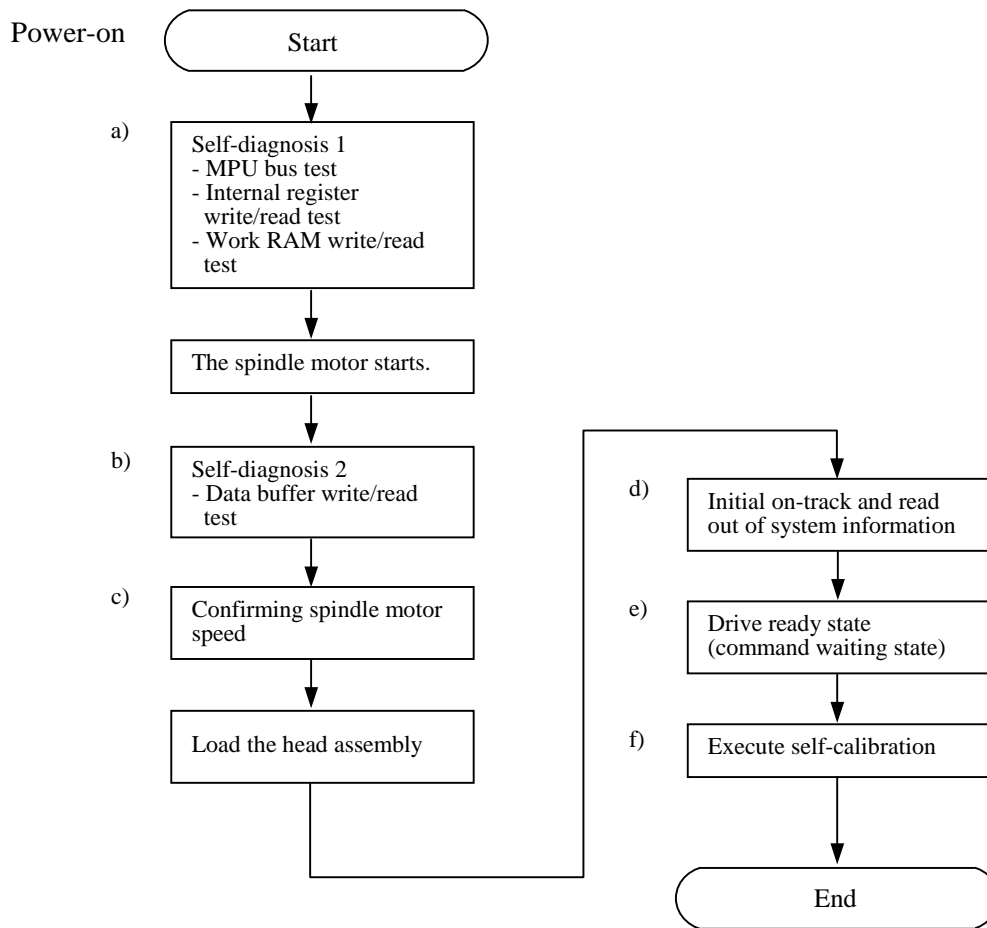 Power-on
Start
a)
Self-diagnosis 1
- MPU bus test
- Internal register
write/read test
- Work RAM write/read
test
The spindle motor starts.
b)
Self-diagnosis 2
- Data buffer write/read
test
c)
Confirming spindle motor
speed
Load the head assembly
d)
Initial on-track and read
out of system information
e)
Drive ready state
(command waiting state)
f)
Execute self-calibration
End